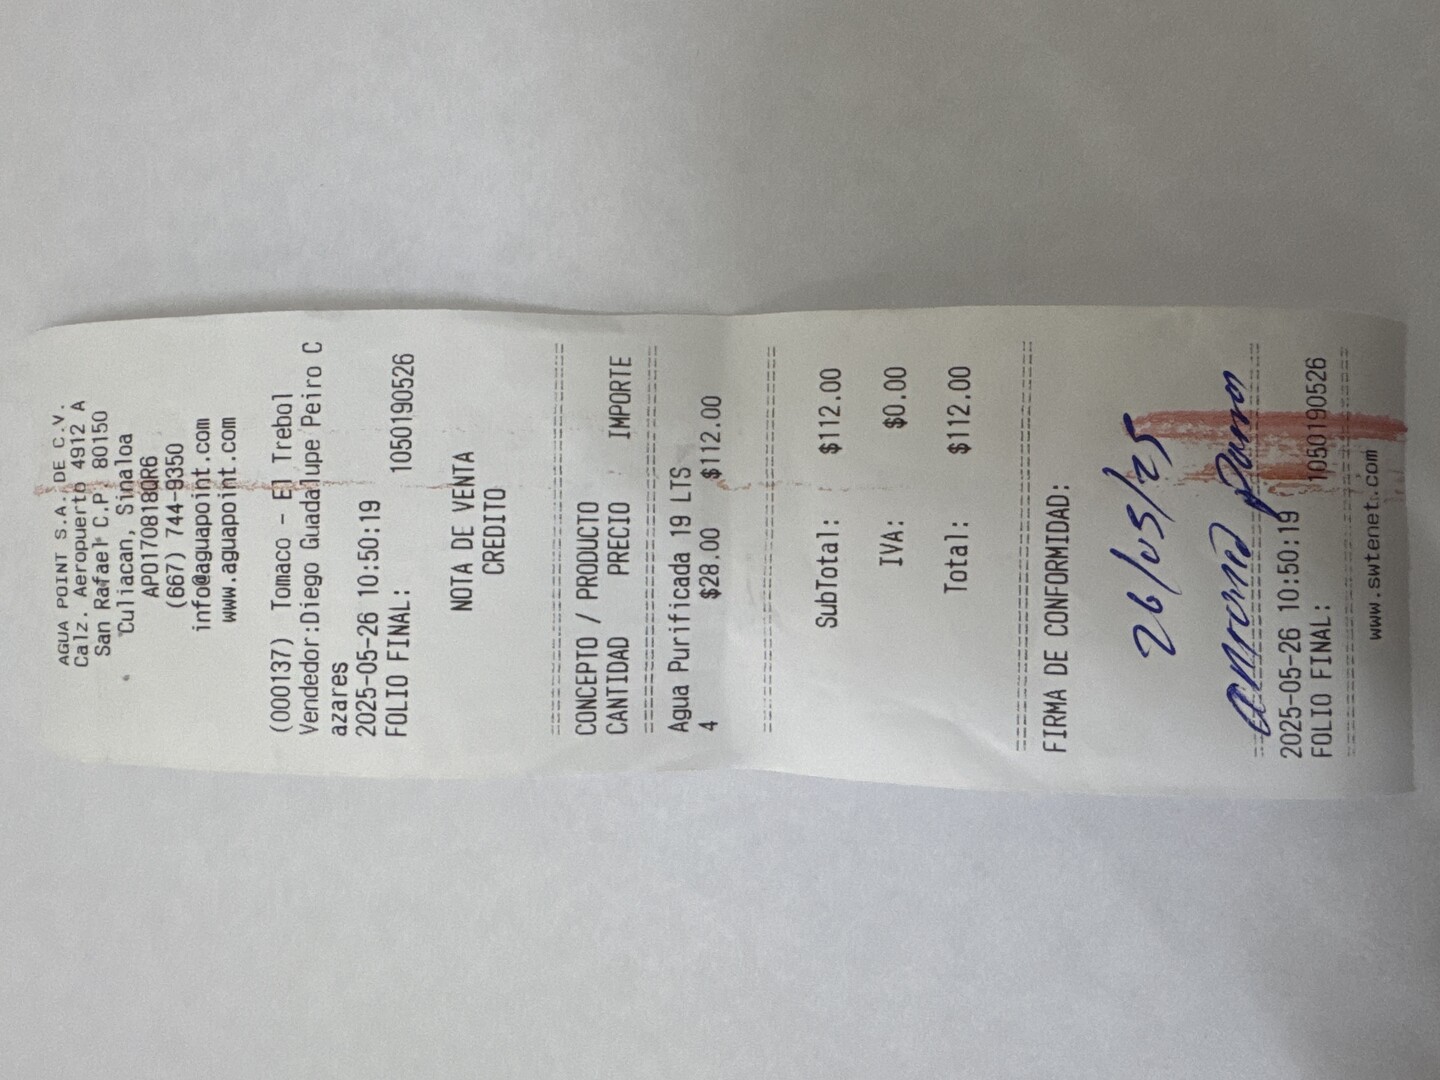 AGUA POINT S.A. DE C.V.
Calz. Aeropuerto 4912 A
San Rafael C.P. 80150
Culiacan, Sinaloa
APO170818QR6
(667) 744-9350
info@aguapoint.com
www.aguapoint.com
(000137) Tomaco - El Trebol
Vendedor:Diego Guadalupe Peiro C
azares
2025-05-26 10:50:19
FOLIO FINAL: 1050190526
NOTA DE VENTA
CREDITO
CONCEPTO / PRODUCTO
CANTIDAD PRECIO IMPORTE
Agua Purificada 19 LTS
4 $28.00 $112.00
SubTotal: $112.00
IVA: $0.00
Total: $112.00
FIRMA DE CONFORMIDAD:
26/05/25
2025-05-26 10:50:19
FOLIO FINAL: 1050190526
www.swtenet.com